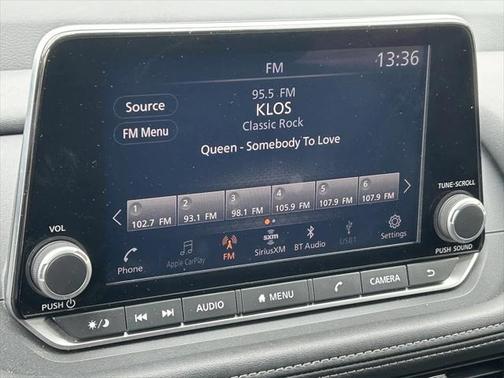 FM
13:36
95.5 FM
Source
KLOS
Classic Rock
FM Menu
Queen - Somebody To Love
1 2 3 4 5 6
102.7 FM 93.1 FM 98.1 FM 105.9 FM 107.9 FM 107.9 FM
TUNE·SCROLL
VOL
sxm
Phone Apple CarPlay FM SiriusXM BT Audio USB1 Settings
PUSH
PUSH SOUND
AUDIO MENU CAMERA